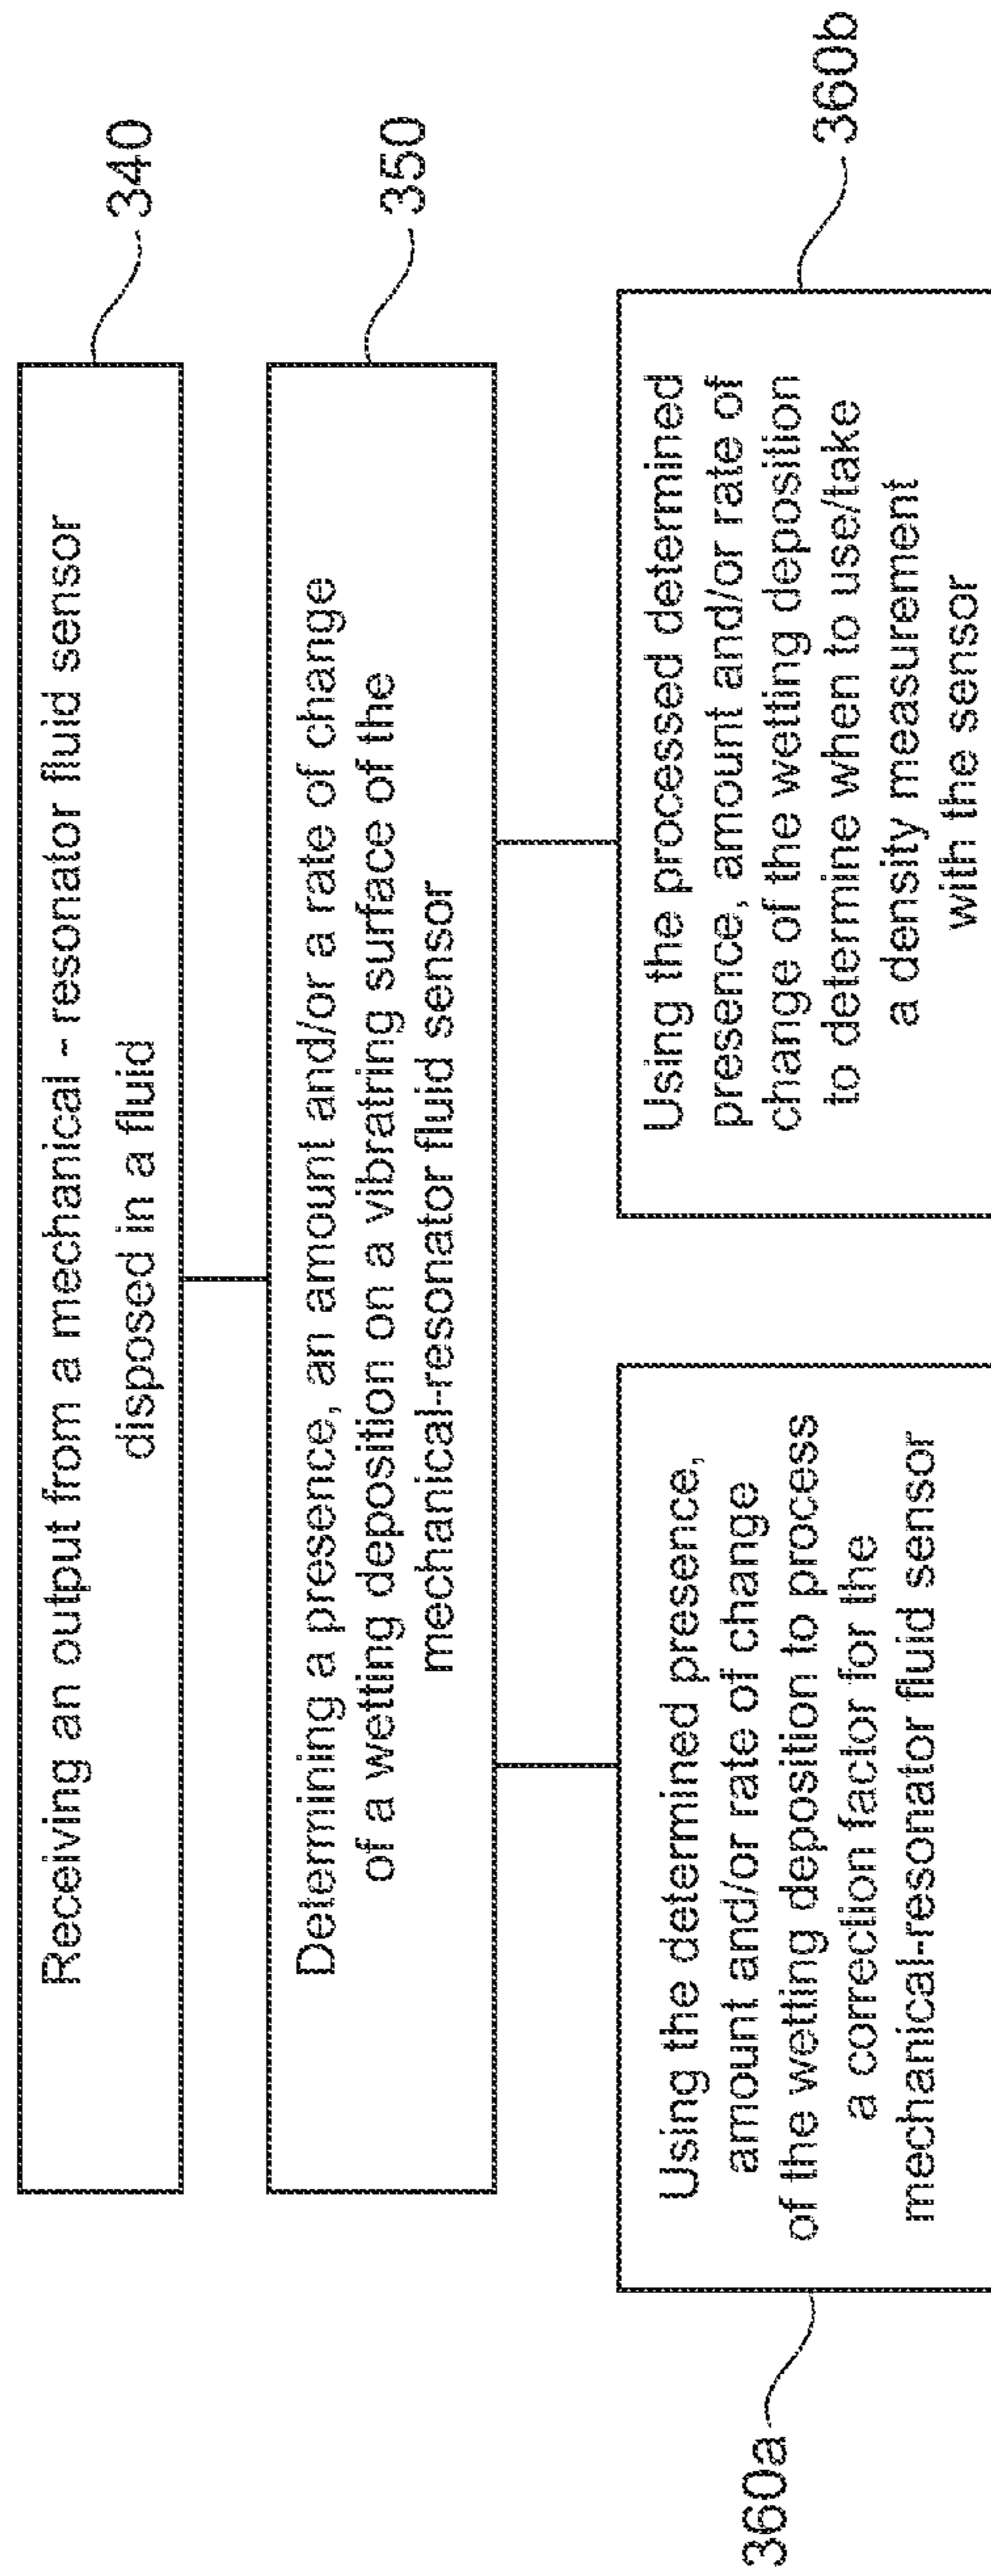 Receiving an output from a mechanical - resonator fluid sensor
disposed in a fluid
340
Determining a presence, an amount and/or a rate of change
of a wetting deposition on a vibratring surface of the
mechanical-resonator fluid sensor
350
Using the determined presence,
amount and/or rate of change
of the wetting deposition to process
a correction factor for the
mechanical-resonator fluid sensor
360a
Using the processed determined
presence, amount and/or rate of
change of the wetting deposition
to determine when to use/take
a density measurement
with the sensor
360b